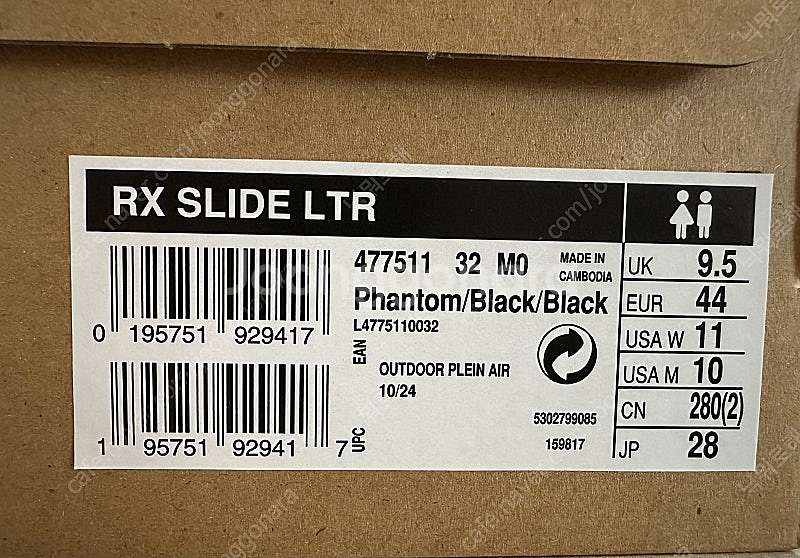 RX SLIDE LTR
477511 32 M0
MADE IN
CAMBODIA
Phantom/Black/Black
L4775110032
0 195751 929417
EAN
OUTDOOR PLEIN AIR
10/24
5302799085
159817
1 95751 92941 7
UPC
UK 9.5
EUR 44
USA W 11
USA M 10
CN 280(2)
JP 28